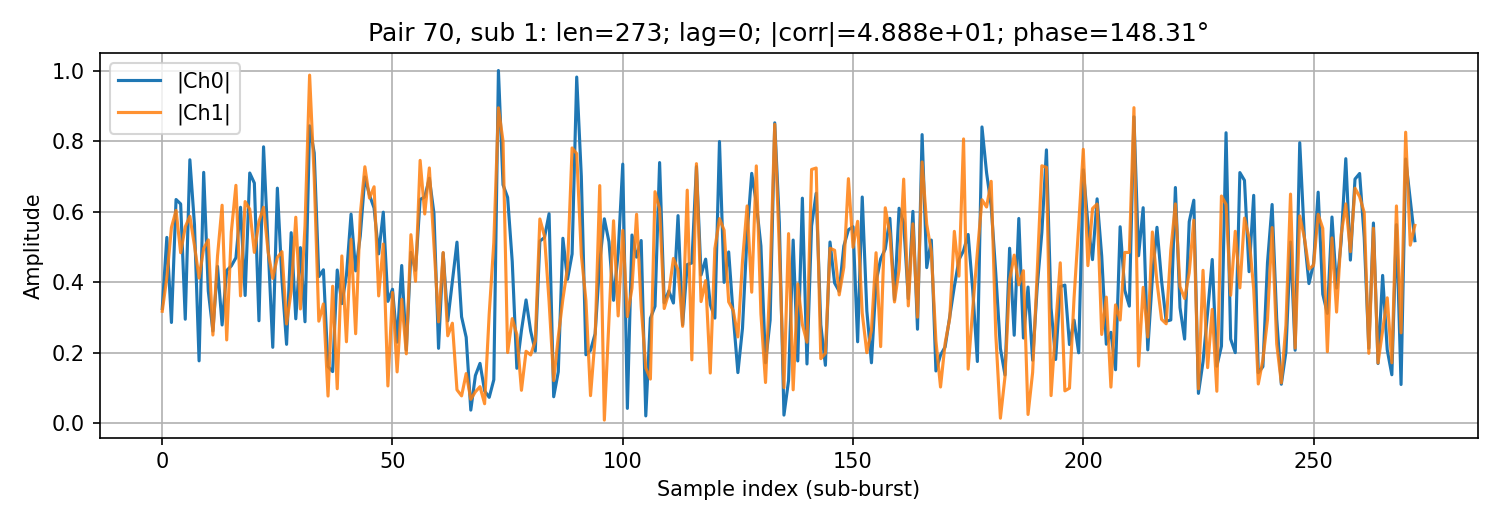 Pair 70, sub 1: len=273; lag=0; |corr|=4.888e+01; phase=148.31°
|Ch0|
|Ch1|
Amplitude
1.0
0.8
0.6
0.4
0.2
0.0
0 50 100 150 200 250
Sample index (sub-burst)